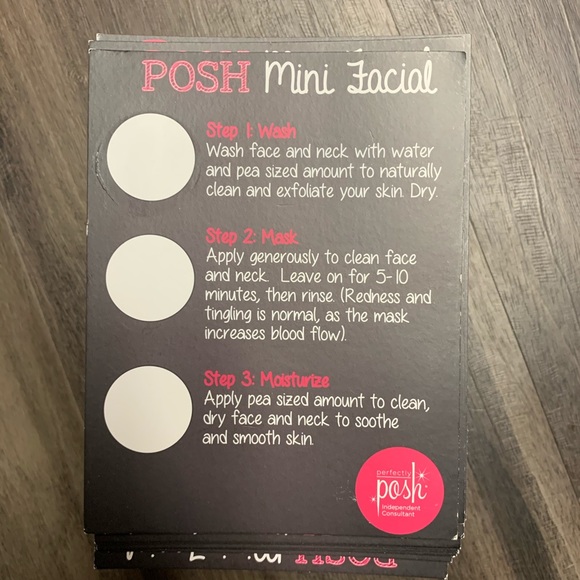 POSH Mini Facial
Step 1: Wash
Wash face and neck with water
and pea sized amount to naturally
clean and exfoliate your skin. Dry.
Step 2: Mask
Apply generously to clean face
and neck. Leave on for 5-10
minutes, then rinse. (Redness and
tingling is normal, as the mask
increases blood flow).
Step 3: Moisturize
Apply pea sized amount to clean,
dry face and neck to soothe
and smooth skin.
perfectly
posh
Independent
Consultant
POSH